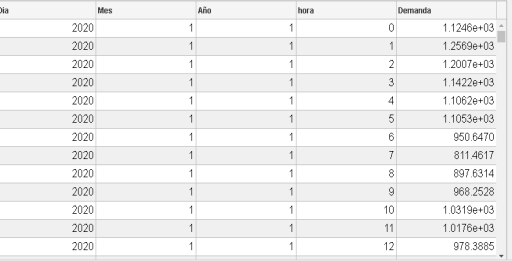 Dia Mes Año hora Demanda
2020 1 1 0 1.1246e+03
2020 1 1 1 1.2569e+03
2020 1 1 2 1.2007e+03
2020 1 1 3 1.1422e+03
2020 1 1 4 1.1062e+03
2020 1 1 5 1.1053e+03
2020 1 1 6 950.6470
2020 1 1 7 811.4617
2020 1 1 8 897.6314
2020 1 1 9 968.2528
2020 1 1 10 1.0319e+03
2020 1 1 11 1.0176e+03
2020 1 1 12 978.3885